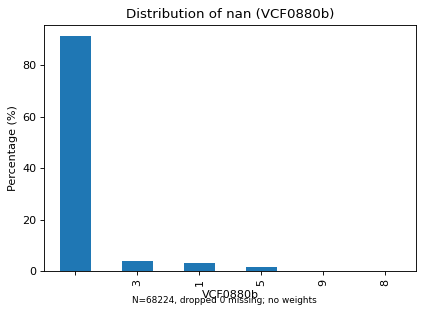 Distribution of nan (VCF0880b)
Percentage (%)
80
60
40
20
0
3
1
5
9
8
VCF0880b
N=68224, dropped 0 missing; no weights